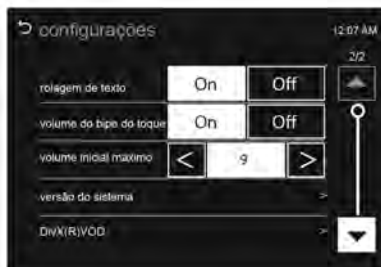 configurações
12:07 AM
2/2
rolagem de texto On Off
volume do bipe do toque On Off
volume inicial maximo < 9 >
versão do sistema >
DivX(R)VOD >